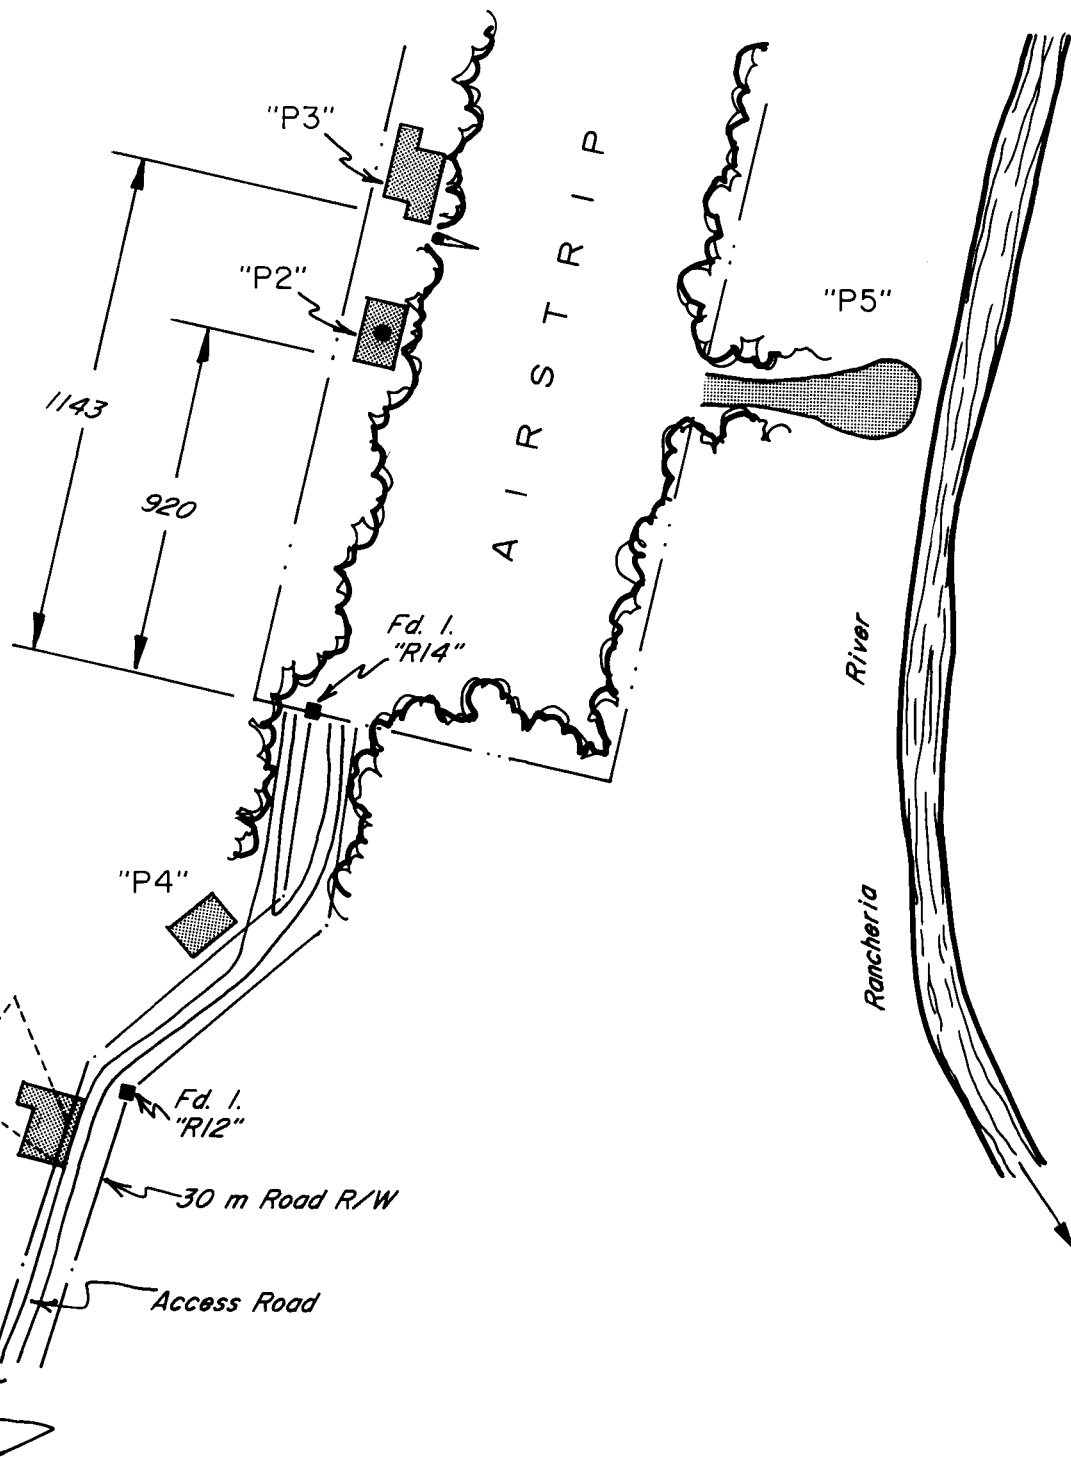 "P3"
"P2"
"P5"
1143
920
AIRSTRIP
Fd. I.
"R14"
River
"P4"
Rancheria
Fd. I.
"R12"
30 m Road R/W
Access Road